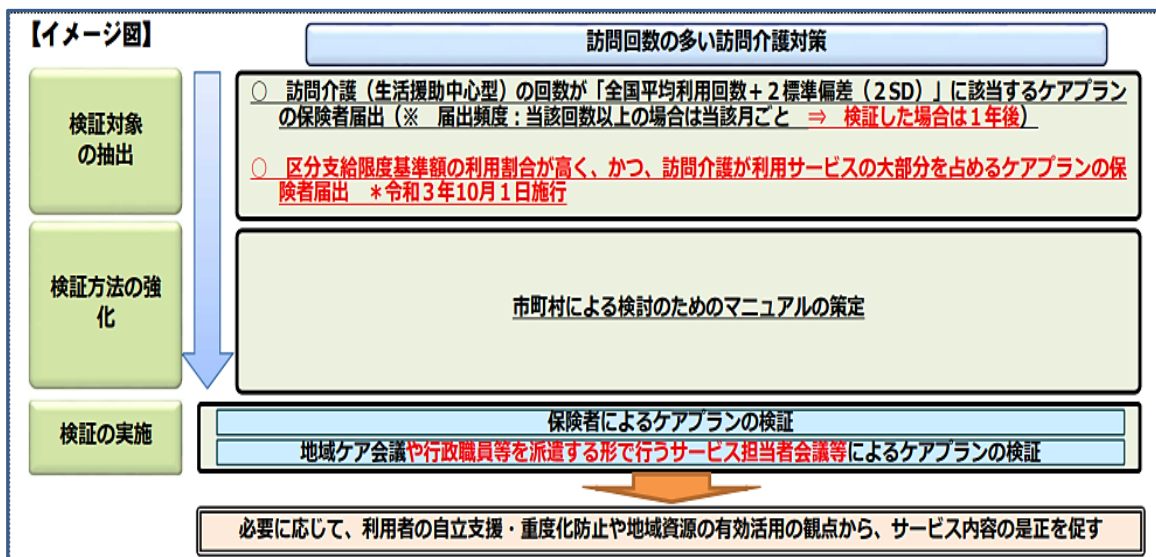 【イメージ図】
訪問回数の多い訪問介護対策
検証対象
の抽出
○ 訪問介護（生活援助中心型）の回数が「全国平均利用回数＋２標準偏差（２SD）」に該当するケアプラン
の保険者届出（※ 届出頻度：当該回数以上の場合は当該月ごと ⇒ 検証した場合は１年後）
○ 区分支給限度基準額の利用割合が高く、かつ、訪問介護が利用サービスの大部分を占めるケアプランの保
険者届出 ＊令和３年10月１日施行
検証方法の強
化
市町村による検討のためのマニュアルの策定
検証の実施
保険者によるケアプランの検証
地域ケア会議や行政職員等を派遣する形で行うサービス担当者会議等によるケアプランの検証
必要に応じて、利用者の自立支援・重度化防止や地域資源の有効活用の観点から、サービス内容の是正を促す